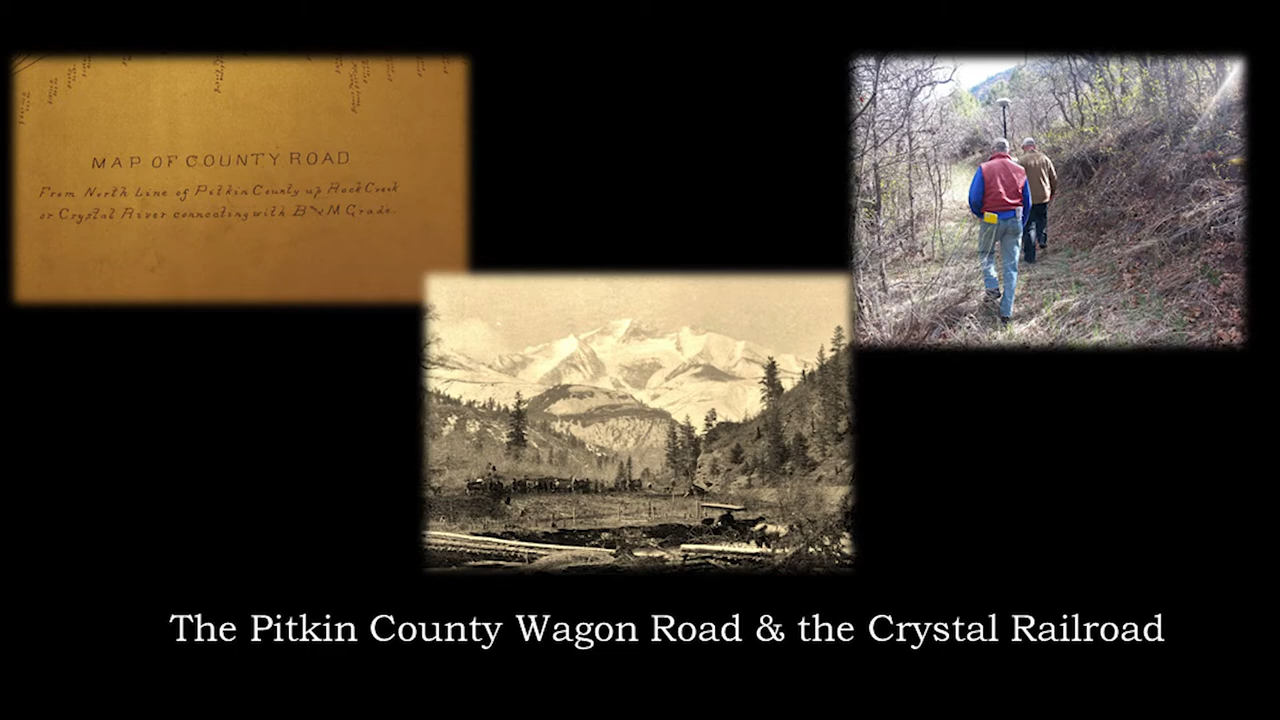 MAP OF COUNTY ROAD
From North Line of Pitkin County up Rock Creek
or Crystal River connecting with B M Grade.
The Pitkin County Wagon Road & the Crystal Railroad